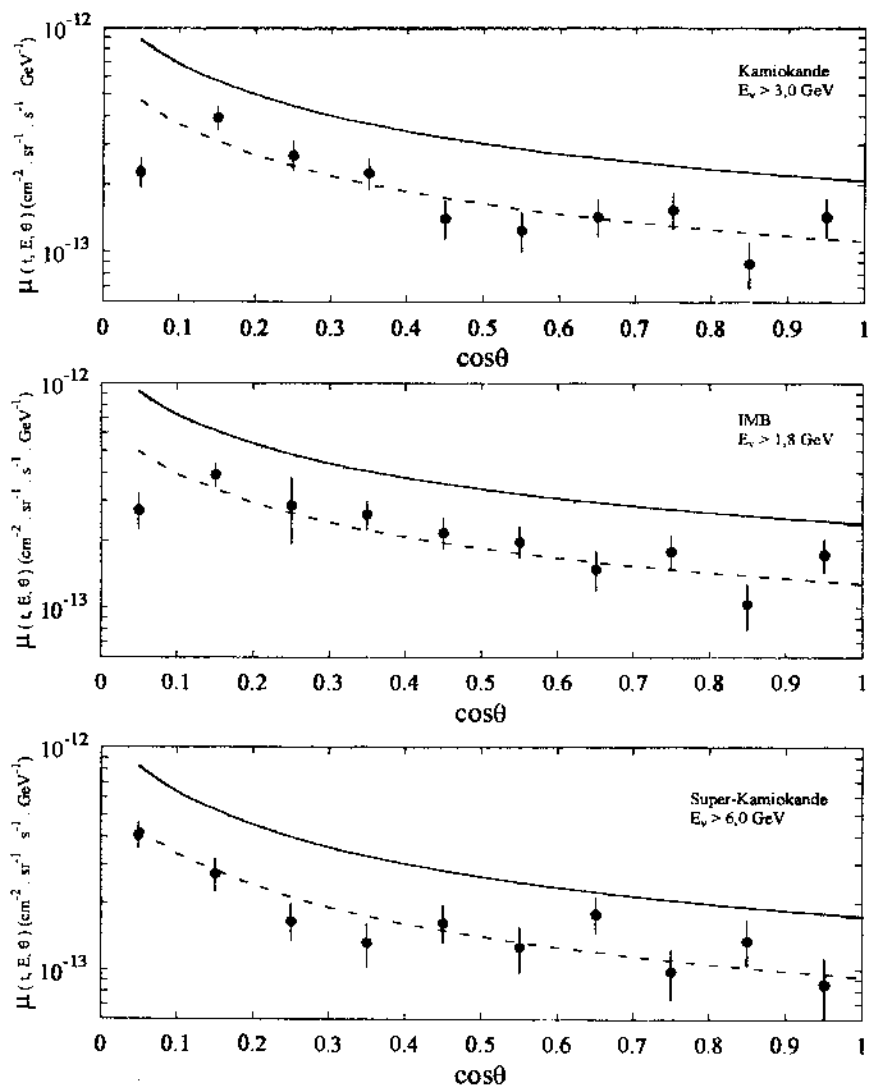 10⁻¹²
Kamiokande
E_ν > 3,0 GeV
μ (t, E, θ) (cm⁻² . sr⁻¹ . s⁻¹ GeV⁻¹)
10⁻¹³
0 0.1 0.2 0.3 0.4 0.5 0.6 0.7 0.8 0.9 1
cosθ
10⁻¹²
IMB
E_ν > 1,8 GeV
μ (t, E, θ) (cm⁻² . sr⁻¹ . s⁻¹ . GeV⁻¹)
10⁻¹³
0 0.1 0.2 0.3 0.4 0.5 0.6 0.7 0.8 0.9 1
cosθ
10⁻¹²
Super-Kamiokande
E_ν > 6,0 GeV
μ (t, E, θ) (cm⁻² . sr⁻¹ s⁻¹ . GeV⁻¹)
10⁻¹³
0 0.1 0.2 0.3 0.4 0.5 0.6 0.7 0.8 0.9 1
cosθ